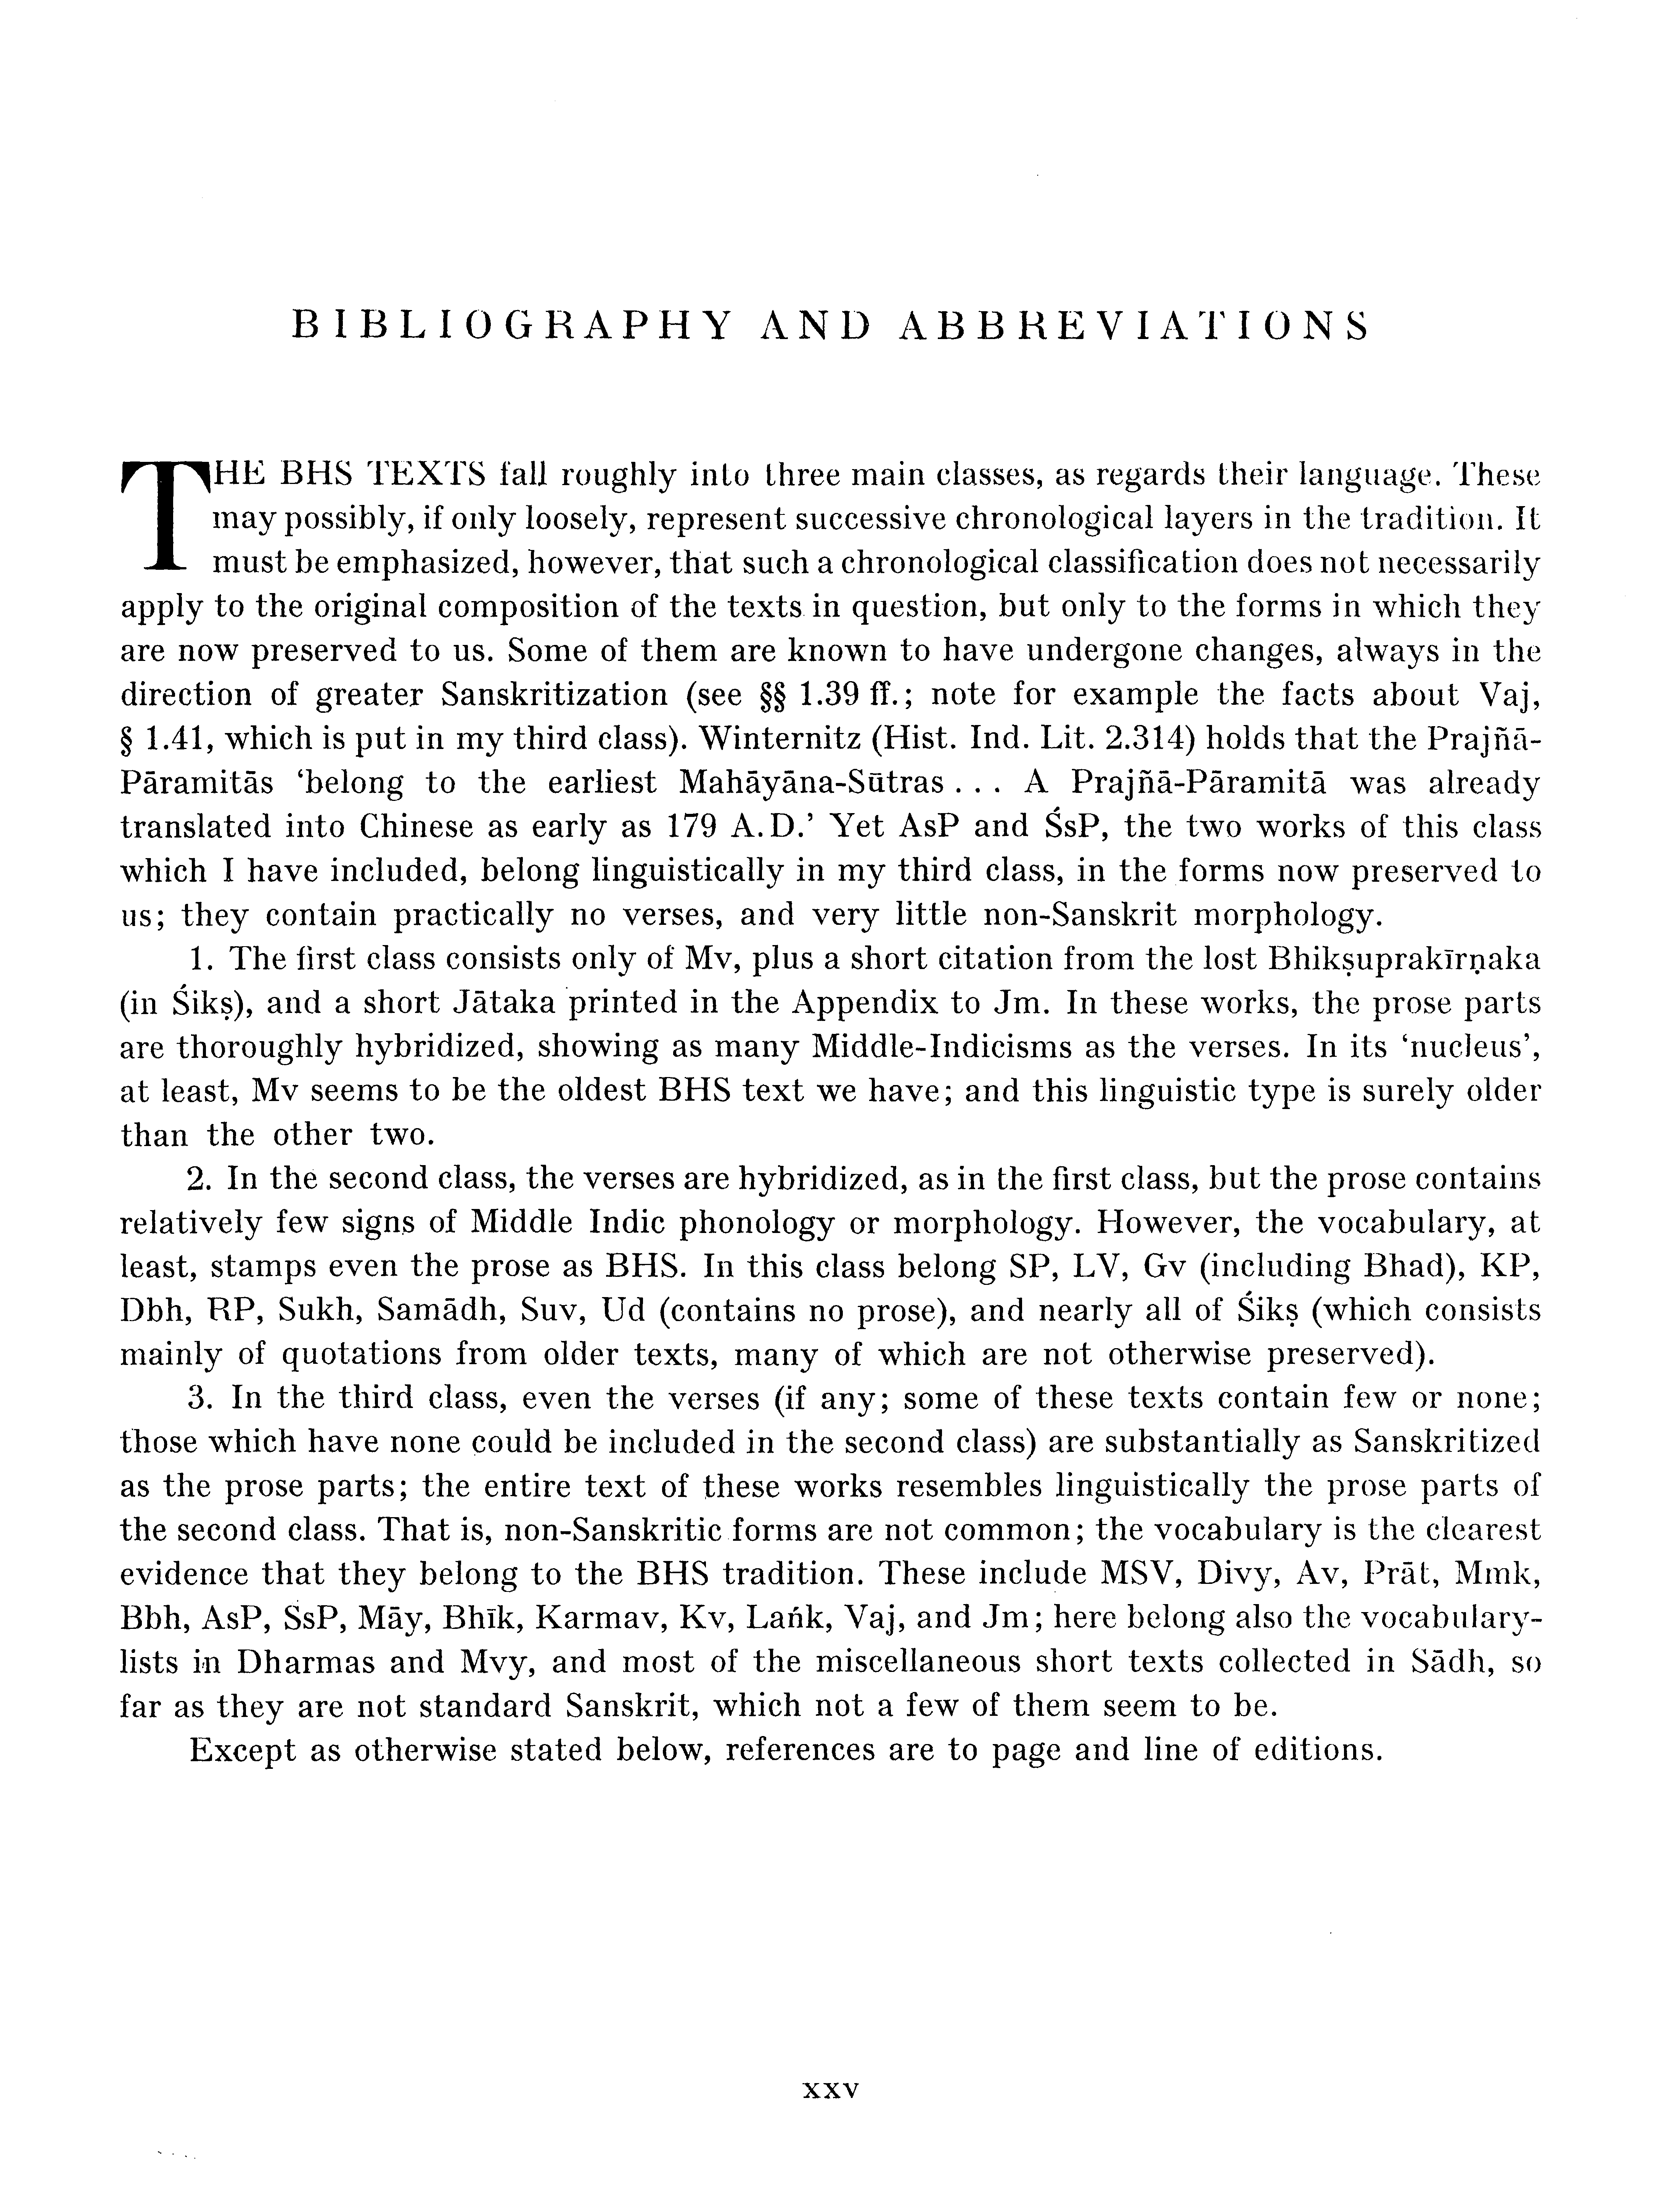 BIBLIOGRAPHY AND ABBREVIATIONS
THE BHS TEXTS fall roughly into three main classes, as regards their language. These
may possibly, if only loosely, represent successive chronological layers in the tradition. It
must be emphasized, however, that such a chronological classification does not necessarily
apply to the original composition of the texts in question, but only to the forms in which they
are now preserved to us. Some of them are known to have undergone changes, always in the
direction of greater Sanskritization (see §§ 1.39 ff.; note for example the facts about Vaj,
§ 1.41, which is put in my third class). Winternitz (Hist. Ind. Lit. 2.314) holds that the Prajñā-
Pāramitās ‘belong to the earliest Mahāyāna-Sūtras . . . A Prajñā-Pāramitā was already
translated into Chinese as early as 179 A.D.’ Yet AsP and ŚsP, the two works of this class
which I have included, belong linguistically in my third class, in the forms now preserved to
us; they contain practically no verses, and very little non-Sanskrit morphology.
1. The first class consists only of Mv, plus a short citation from the lost Bhikṣuprakīrṇaka
(in Śikṣ), and a short Jātaka printed in the Appendix to Jm. In these works, the prose parts
are thoroughly hybridized, showing as many Middle-Indicisms as the verses. In its ‘nucleus’,
at least, Mv seems to be the oldest BHS text we have; and this linguistic type is surely older
than the other two.
2. In the second class, the verses are hybridized, as in the first class, but the prose contains
relatively few signs of Middle Indic phonology or morphology. However, the vocabulary, at
least, stamps even the prose as BHS. In this class belong SP, LV, Gv (including Bhad), KP,
Dbh, RP, Sukh, Samādh, Suv, Ud (contains no prose), and nearly all of Śikṣ (which consists
mainly of quotations from older texts, many of which are not otherwise preserved).
3. In the third class, even the verses (if any; some of these texts contain few or none;
those which have none could be included in the second class) are substantially as Sanskritized
as the prose parts; the entire text of these works resembles linguistically the prose parts of
the second class. That is, non-Sanskritic forms are not common; the vocabulary is the clearest
evidence that they belong to the BHS tradition. These include MSV, Divy, Av, Prāt, Mmk,
Bbh, AsP, ŚsP, Māy, Bhīk, Karmav, Kv, Laṅk, Vaj, and Jm; here belong also the vocabulary-
lists in Dharmas and Mvy, and most of the miscellaneous short texts collected in Sādh, so
far as they are not standard Sanskrit, which not a few of them seem to be.
Except as otherwise stated below, references are to page and line of editions.
xxv